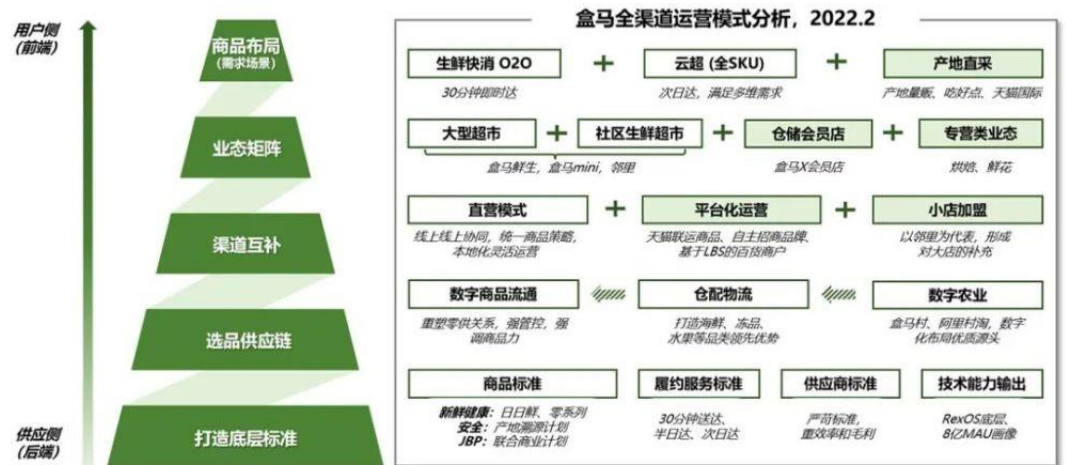 盒马全渠道运营模式分析，2022.2
用户侧
（前端）
商品布局
（需求场景）
业态矩阵
渠道互补
选品供应链
打造底层标准
供应侧
（后端）
生鲜快消 O2O + 云超 (全SKU) + 产地直采
30分钟即时达 次日达，满足多维需求 产地量贩、吃好点、天猫国际
大型超市 + 社区生鲜超市 + 仓储会员店 + 专营类业态
盒马鲜生，盒马mini，邻里 盒马X会员店 烘焙、鲜花
直营模式 + 平台化运营 + 小店加盟
线上线上协同，统一商品策略，
本地化灵活运营
天猫联运商品、自主招商品牌、
基于LBS的百货商户
以邻里为代表，形成
对大店的补充
数字商品流通 仓配物流 数字农业
重塑零供关系，强管控，强
调商品力
打造海鲜、冻品、
水果等品类领先优势
盒马村、阿里村淘，数字
化布局优质源头
商品标准 履约服务标准 供应商标准 技术能力输出
新鲜健康：日日鲜、零系列
安全：产地溯源计划
JBP：联合商业计划
30分钟送达、
半日达、次日达
严苛标准，
重效率和毛利
RexOS底层、
8亿MAU画像